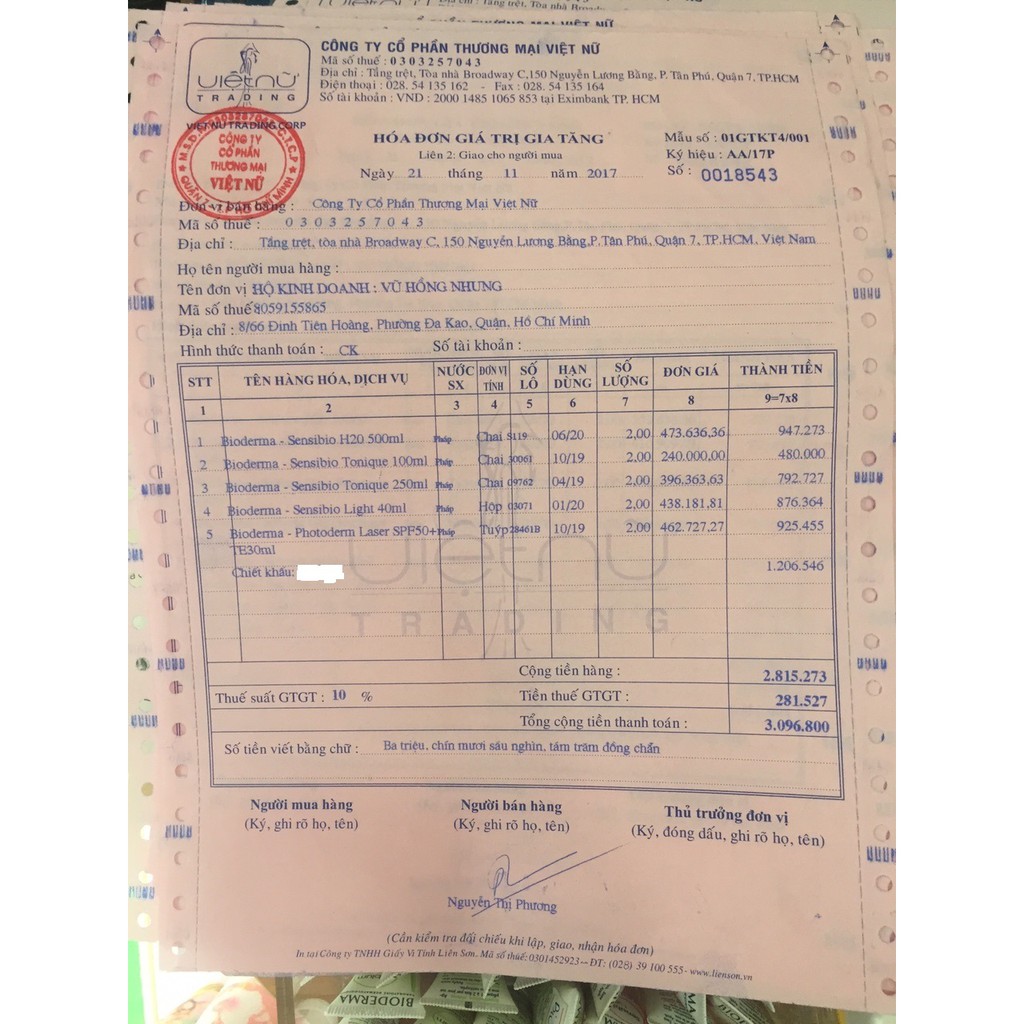 CÔNG TY CỔ PHẦN THƯƠNG MẠI VIỆT NỮ
Mã số thuế : 0303257043
Địa chỉ : Tầng trệt, Tòa nhà Broadway C,150 Nguyễn Lương Bằng, P. Tân Phú, Quận 7, TP.HCM
Điện thoại : 028. 54 135 162 - Fax : 028. 54 135 164
Số tài khoản : VND : 2000 1485 1065 853 tại Eximbank TP. HCM
VIỆT NỮ
TRADING
VIET NU TRADING CORP
CÔNG TY
CỔ PHẦN
THƯƠNG MẠI
VIỆT NỮ
HÓA ĐƠN GIÁ TRỊ GIA TĂNG
Liên 2: Giao cho người mua
Ngày 21 tháng 11 năm 2017
Mẫu số : 01GTKT4/001
Ký hiệu : AA/17P
Số : 0018543
Đơn vị bán hàng : Công Ty Cổ Phần Thương Mại Việt Nữ
Mã số thuế : 0 3 0 3 2 5 7 0 4 3
Địa chỉ : Tầng trệt, tòa nhà Broadway C, 150 Nguyễn Lương Bằng,P.Tân Phú, Quận 7, TP.HCM, Việt Nam
Họ tên người mua hàng :
Tên đơn vị HỘ KINH DOANH : VŨ HỒNG NHUNG
Mã số thuế 8059155865
Địa chỉ : 8/66 Đinh Tiên Hoàng, Phường Đa Kao, Quận, Hồ Chí Minh
Hình thức thanh toán : CK Số tài khoản :
STT TÊN HÀNG HÓA, DỊCH VỤ NƯỚC SX ĐƠN VỊ TÍNH SỐ LÔ HẠN DÙNG SỐ LƯỢNG ĐƠN GIÁ THÀNH TIỀN
1 2 3 4 5 6 7 8 9=7x8
1 Bioderma - Sensibio H20 500ml Pháp Chai S119 06/20 2,00 473.636,36 947.273
2 Bioderma - Sensibio Tonique 100ml Pháp Chai 30061 10/19 2,00 240.000,00 480.000
3 Bioderma - Sensibio Tonique 250ml Pháp Chai 09762 04/19 2,00 396.363,63 792.727
4 Bioderma - Sensibio Light 40ml Pháp Hộp 03071 01/20 2,00 438.181,81 876.364
5 Bioderma - Photoderm Laser SPF50+ Pháp Tuýp 28461B 10/19 2,00 462.727,27 925.455
TE30ml
Chiết khấu: 1.206.546
VIỆT NỮ
TRADING
Cộng tiền hàng : 2.815.273
Thuế suất GTGT : 10 % Tiền thuế GTGT : 281.527
Tổng cộng tiền thanh toán : 3.096.800
Số tiền viết bằng chữ : Ba triệu, chín mươi sáu nghìn, tám trăm đồng chẵn
Người mua hàng
(Ký, ghi rõ họ, tên)
Người bán hàng
(Ký, ghi rõ họ, tên)
Thủ trưởng đơn vị
(Ký, đóng dấu, ghi rõ họ, tên)
Nguyễn Thị Phương
(Cần kiểm tra đối chiếu khi lập, giao, nhận hóa đơn)
In tại Công ty TNHH Giấy Vi Tính Liên Sơn. Mã số thuế: 0301452923 -- ĐT: (028) 39 100 555- www.lienson.vn
BIODERMA